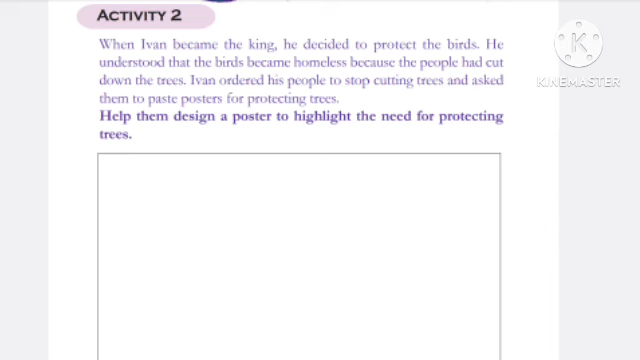 ACTIVITY 2
K
KINEMASTER
When Ivan became the king, he decided to protect the birds. He
understood that the birds became homeless because the people had cut
down the trees. Ivan ordered his people to stop cutting trees and asked
them to paste posters for protecting trees.
Help them design a poster to highlight the need for protecting
trees.